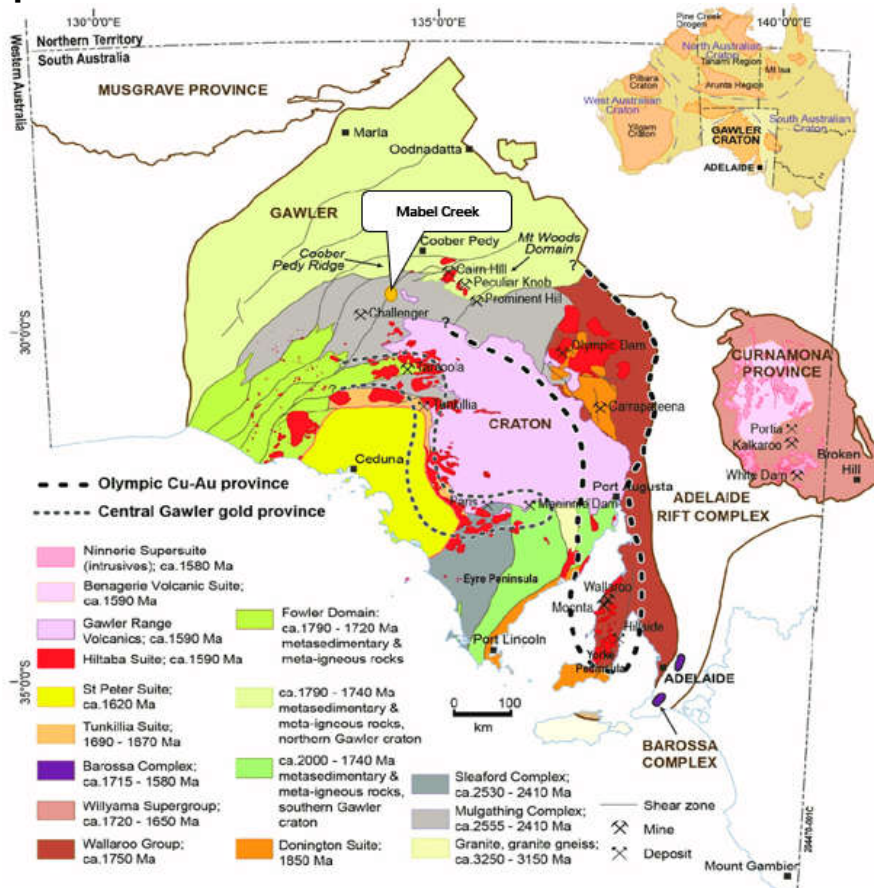 130°0'0"E
135°0'0"E
140°0'0"E
Northern Territory
South Australia
Western Australia
MUSGRAVE PROVINCE
Marla
Oodnadatta
GAWLER
Mabel Creek
Coober Pedy
Coober
Pedy Ridge
Mt Woods
Domain
?
Cairn Hill
Peculiar Knob
Prominent Hill
Challenger
?
30°0'0"S
Olympic Dam
CURNAMONA
PROVINCE
Tarcoola
?
Tunkillia
CRATON
Carrapateena
Portia
Kalkaroo
Broken
Hill
White Dam
Ceduna
Port Augusta
Paris
Menninnie Dam
ADELAIDE
RIFT COMPLEX
Eyre Peninsula
Wallaroo
Moonta
Hillside
Yorke
Peninsula
Port Lincoln
ADELAIDE
35°0'0"S
0 100
km
BAROSSA
COMPLEX
Mount Gambier
204470-001C
Pine Creek
Orogen
North Australian
Craton
Tanami Region
Mt Isa
Pilbara
Craton
Arunta Region
West Australian
Craton
South Australian
Craton
Yilgarn
Craton
GAWLER
CRATON
ADELAIDE
Olympic Cu-Au province
Central Gawler gold province
Ninnerie Supersuite
(intrusives); ca.1580 Ma
Benagerie Volcanic Suite;
ca.1590 Ma
Gawler Range
Volcanics; ca.1590 Ma
Hiltaba Suite; ca.1590 Ma
St Peter Suite;
ca.1620 Ma
Tunkillia Suite;
1690 - 1670 Ma
Barossa Complex;
ca.1715 - 1580 Ma
Willyama Supergroup;
ca.1720 - 1650 Ma
Wallaroo Group;
ca.1750 Ma
Fowler Domain:
ca.1790 - 1720 Ma
metasedimentary &
meta-igneous rocks
ca.1790 - 1740 Ma
metasedimentary &
meta-igneous rocks,
northern Gawler craton
ca.2000 - 1740 Ma
metasedimentary &
meta-igneous rocks,
southern Gawler
craton
Donington Suite;
1850 Ma
Sleaford Complex;
ca.2530 - 2410 Ma
Mulgathing Complex;
ca.2555 - 2410 Ma
Granite, granite gneiss;
ca.3250 - 3150 Ma
Shear zone
Mine
Deposit